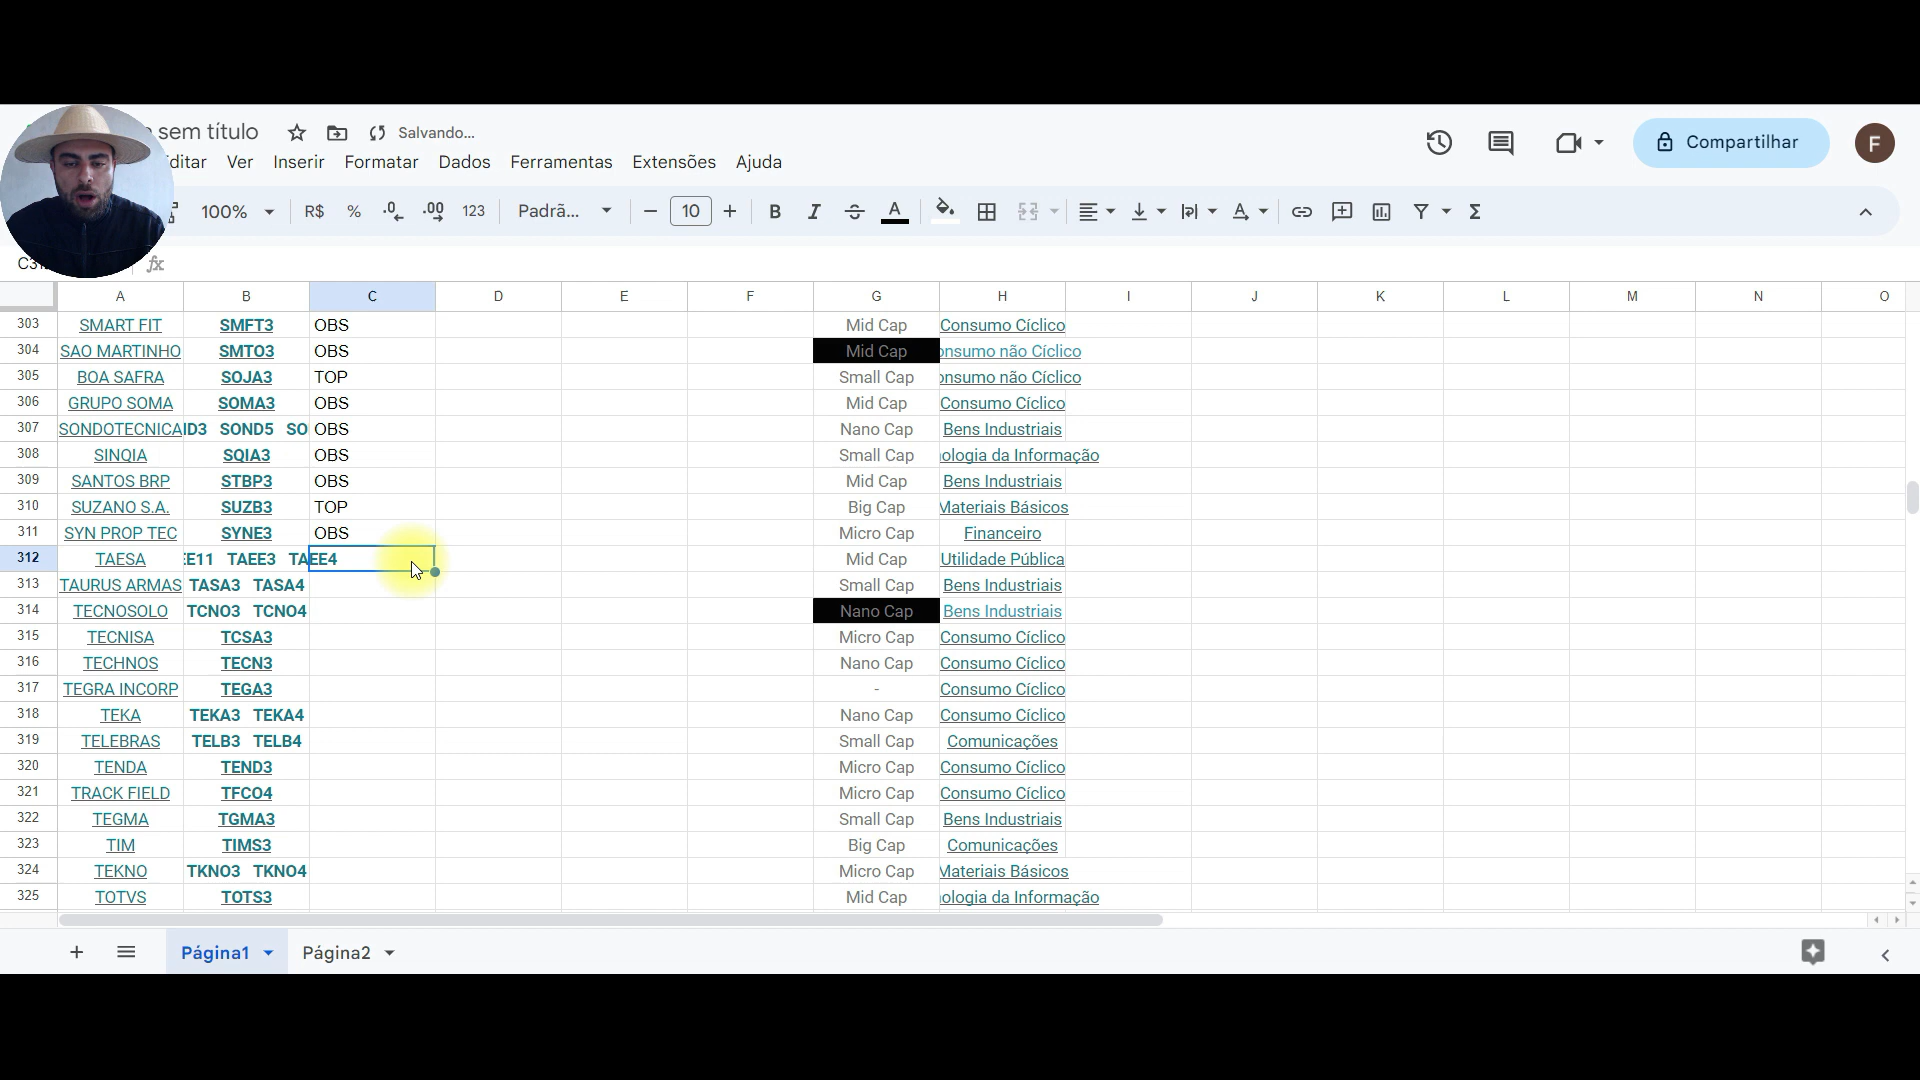 sem título Salvando...
ditar Ver Inserir Formatar Dados Ferramentas Extensões Ajuda
Compartilhar F
100% R$ % .0 .00 123 Padrã... 10 B I S A Σ
C31 fx
A B C D E F G H I J K L M N O
303 SMART FIT SMFT3 OBS Mid Cap Consumo Cíclico
304 SAO MARTINHO SMTO3 OBS Mid Cap onsumo não Cíclico
305 BOA SAFRA SOJA3 TOP Small Cap onsumo não Cíclico
306 GRUPO SOMA SOMA3 OBS Mid Cap Consumo Cíclico
307 SONDOTECNICA ID3 SOND5 SO OBS Nano Cap Bens Industriais
308 SINQIA SQIA3 OBS Small Cap ologia da Informação
309 SANTOS BRP STBP3 OBS Mid Cap Bens Industriais
310 SUZANO S.A. SUZB3 TOP Big Cap Materiais Básicos
311 SYN PROP TEC SYNE3 OBS Micro Cap Financeiro
312 TAESA EE11 TAEE3 TAEE4 Mid Cap Utilidade Pública
313 TAURUS ARMAS TASA3 TASA4 Small Cap Bens Industriais
314 TECNOSOLO TCNO3 TCNO4 Nano Cap Bens Industriais
315 TECNISA TCSA3 Micro Cap Consumo Cíclico
316 TECHNOS TECN3 Nano Cap Consumo Cíclico
317 TEGRA INCORP TEGA3 - Consumo Cíclico
318 TEKA TEKA3 TEKA4 Nano Cap Consumo Cíclico
319 TELEBRAS TELB3 TELB4 Small Cap Comunicações
320 TENDA TEND3 Micro Cap Consumo Cíclico
321 TRACK FIELD TFCO4 Micro Cap Consumo Cíclico
322 TEGMA TGMA3 Small Cap Bens Industriais
323 TIM TIMS3 Big Cap Comunicações
324 TEKNO TKNO3 TKNO4 Micro Cap Materiais Básicos
325 TOTVS TOTS3 Mid Cap ologia da Informação
Página1 Página2